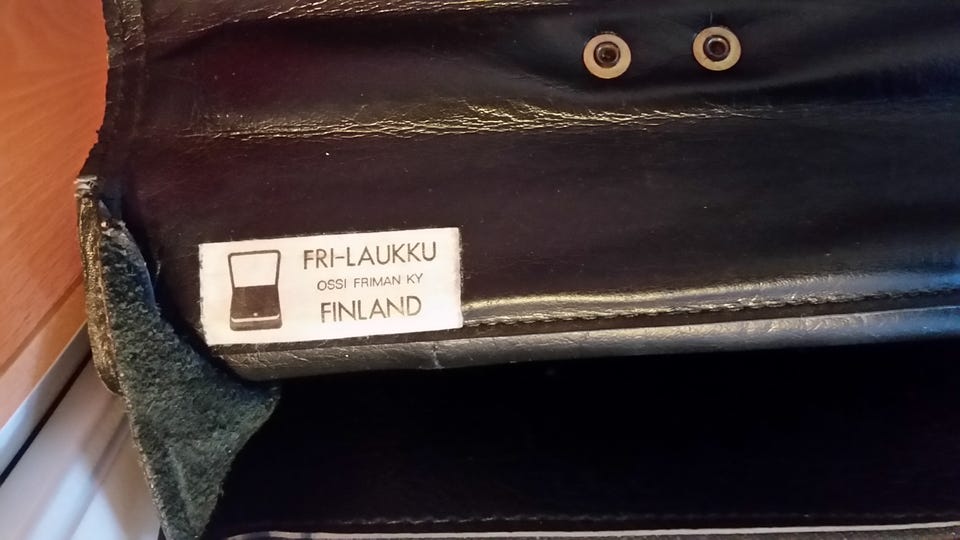 FRI-LAUKKU
OSSI FRIMAN KY
FINLAND